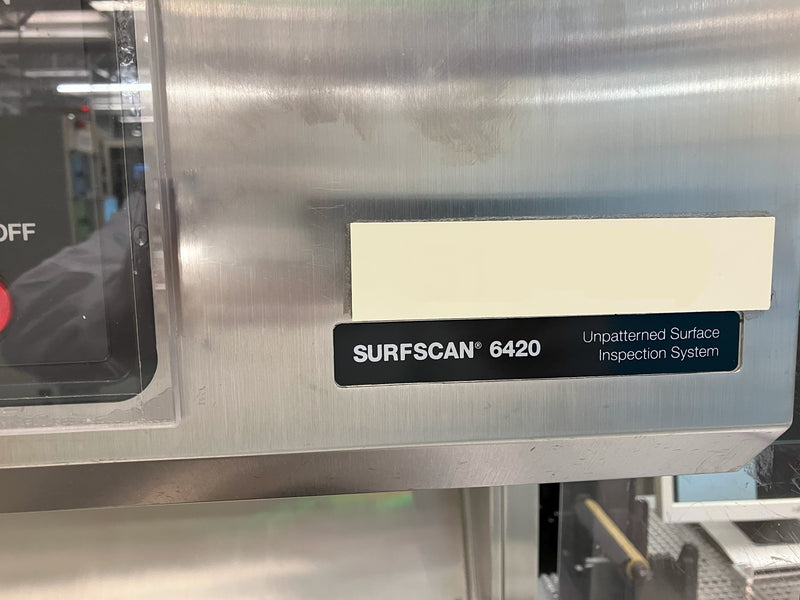 OFF
SURFSCAN® 6420
Unpatterned Surface
Inspection System